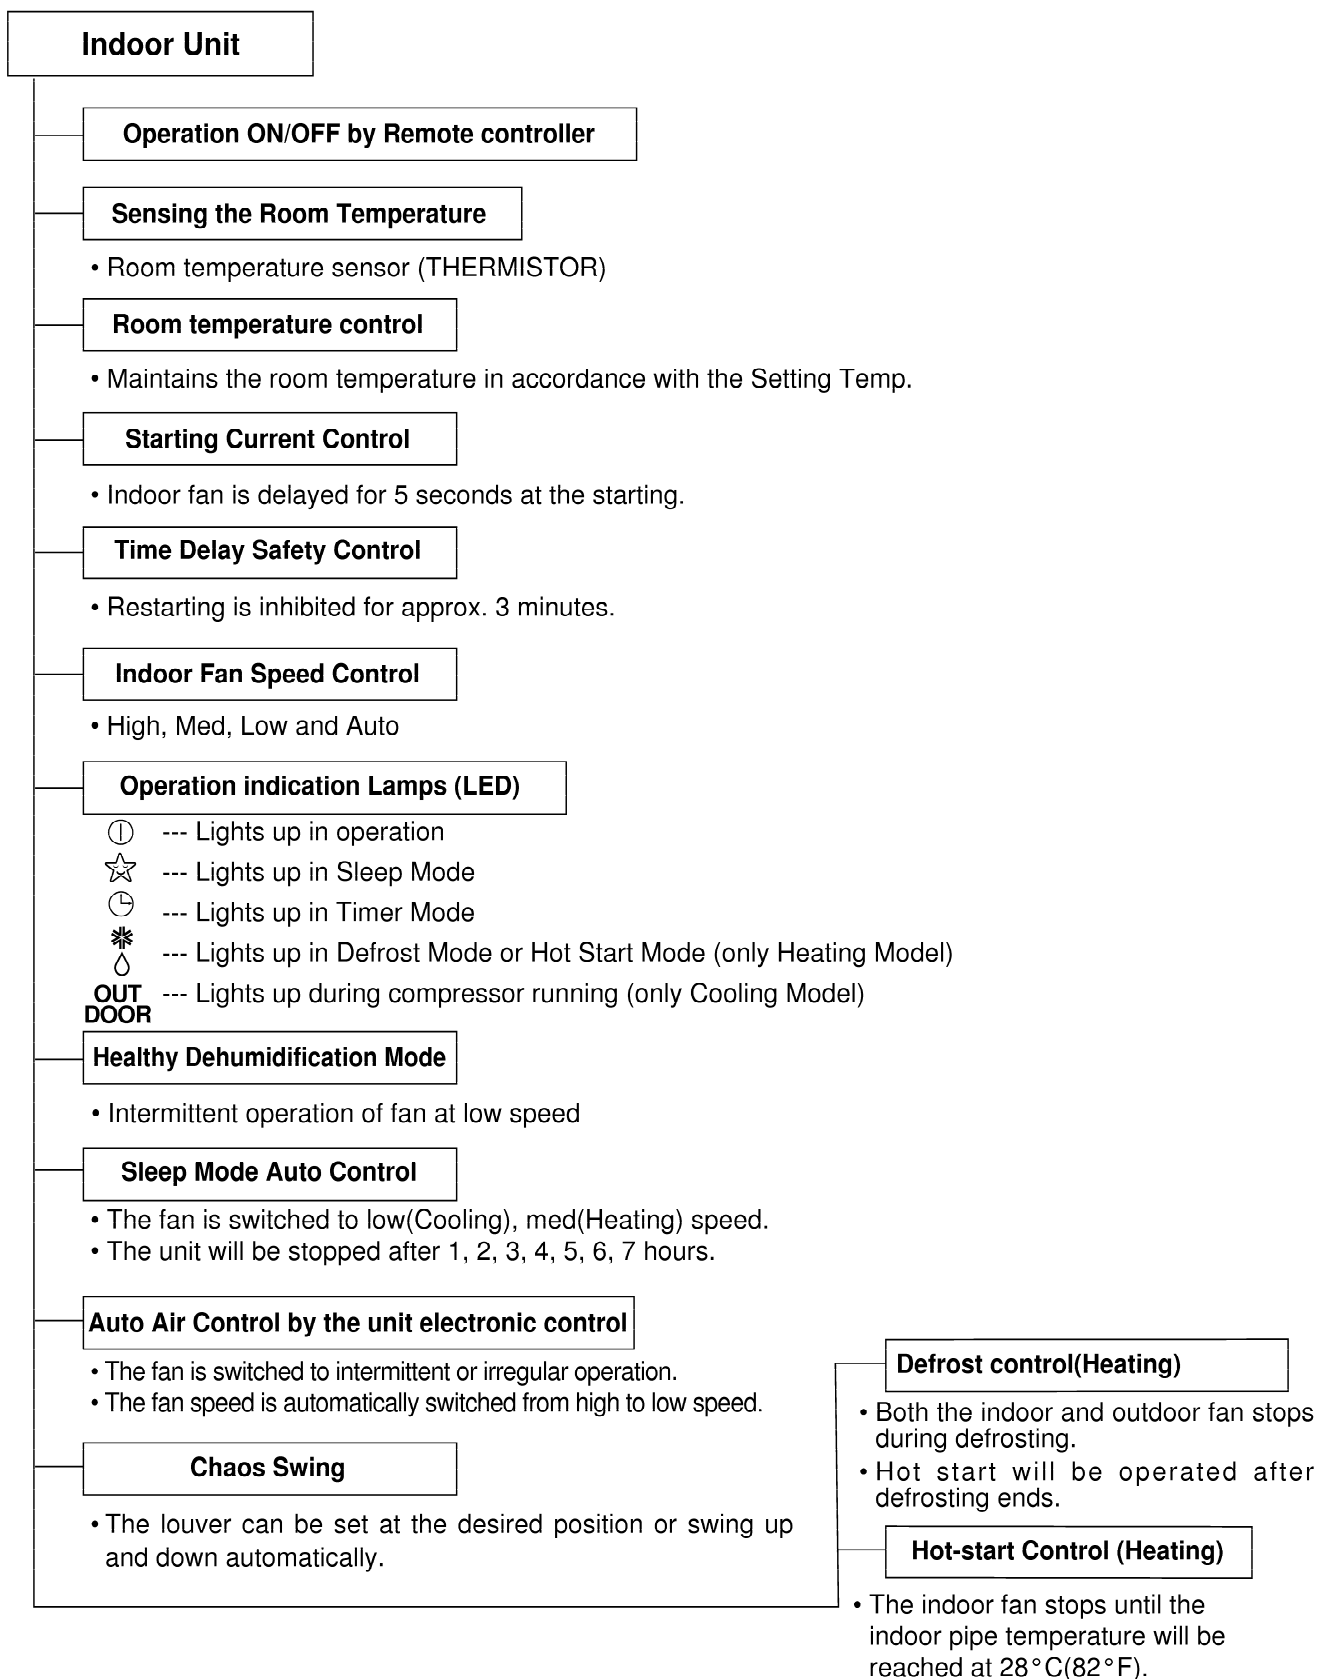 Indoor Unit
Operation ON/OFF by Remote controller
Sensing the Room Temperature
• Room temperature sensor (THERMISTOR)
Room temperature control
• Maintains the room temperature in accordance with the Setting Temp.
Starting Current Control
• Indoor fan is delayed for 5 seconds at the starting.
Time Delay Safety Control
• Restarting is inhibited for approx. 3 minutes.
Indoor Fan Speed Control
• High, Med, Low and Auto
Operation indication Lamps (LED)
--- Lights up in operation
--- Lights up in Sleep Mode
--- Lights up in Timer Mode
--- Lights up in Defrost Mode or Hot Start Mode (only Heating Model)
OUT --- Lights up during compressor running (only Cooling Model)
DOOR
Healthy Dehumidification Mode
• Intermittent operation of fan at low speed
Sleep Mode Auto Control
• The fan is switched to low(Cooling), med(Heating) speed.
• The unit will be stopped after 1, 2, 3, 4, 5, 6, 7 hours.
Auto Air Control by the unit electronic control
• The fan is switched to intermittent or irregular operation.
• The fan speed is automatically switched from high to low speed.
Chaos Swing
• The louver can be set at the desired position or swing up
and down automatically.
Defrost control(Heating)
• Both the indoor and outdoor fan stops
during defrosting.
• Hot start will be operated after
defrosting ends.
Hot-start Control (Heating)
• The indoor fan stops until the
indoor pipe temperature will be
reached at 28°C(82°F).